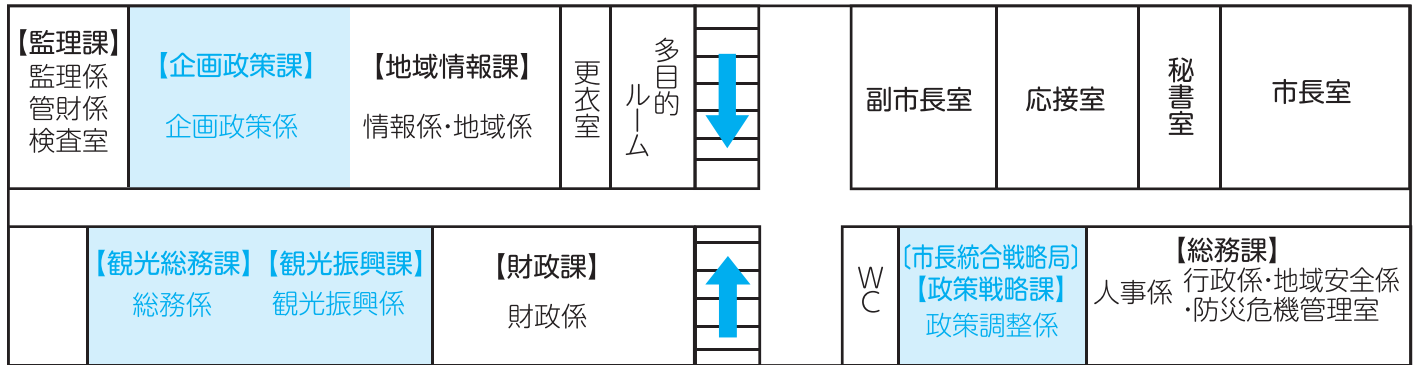 【監理課】
監理係
管財係
検査室
【企画政策課】
企画政策係
【地域情報課】
情報係・地域係
更衣室
多目的
ルーム
副市長室
応接室
秘書室
市長室
【観光総務課】
総務係
【観光振興課】
観光振興係
【財政課】
財政係
WC
〔市長統合戦略局〕
【政策戦略課】
政策調整係
【総務課】
人事係
行政係・地域安全係
・防災危機管理室